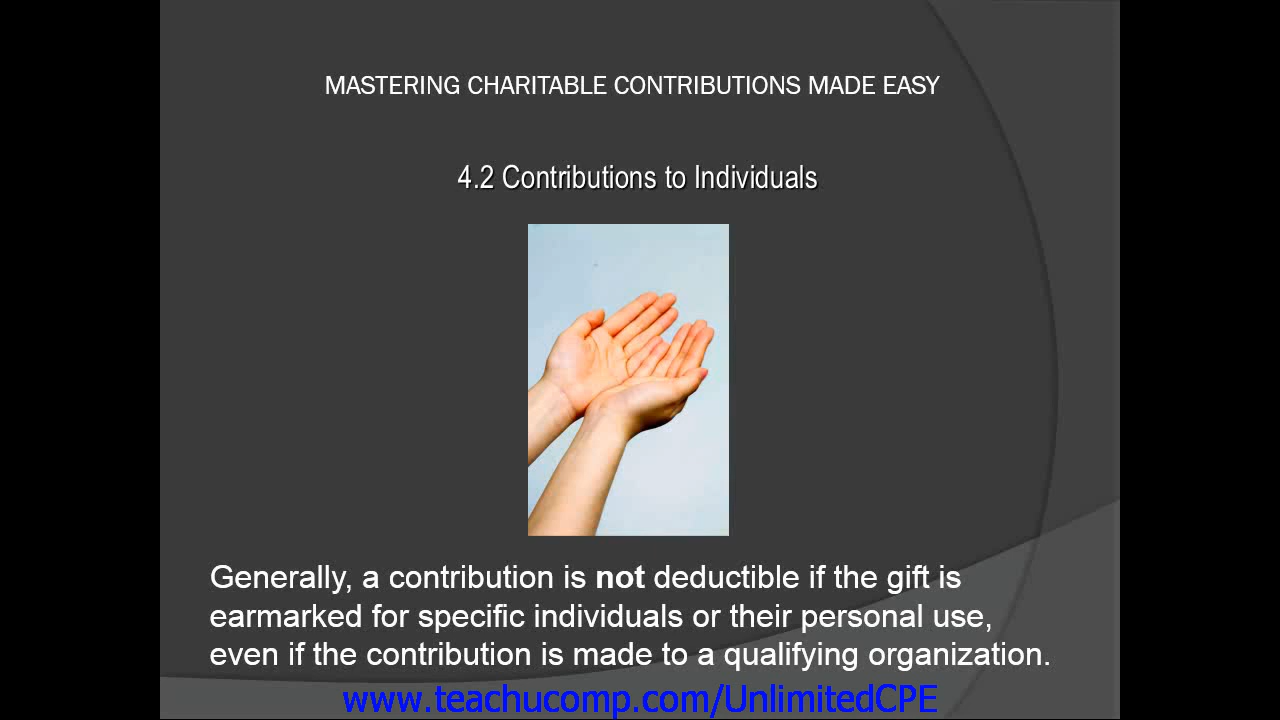 MASTERING CHARITABLE CONTRIBUTIONS MADE EASY
4.2 Contributions to Individuals
Generally, a contribution is not deductible if the gift is
earmarked for specific individuals or their personal use,
even if the contribution is made to a qualifying organization.
www.teachucomp.com/UnlimitedCPE